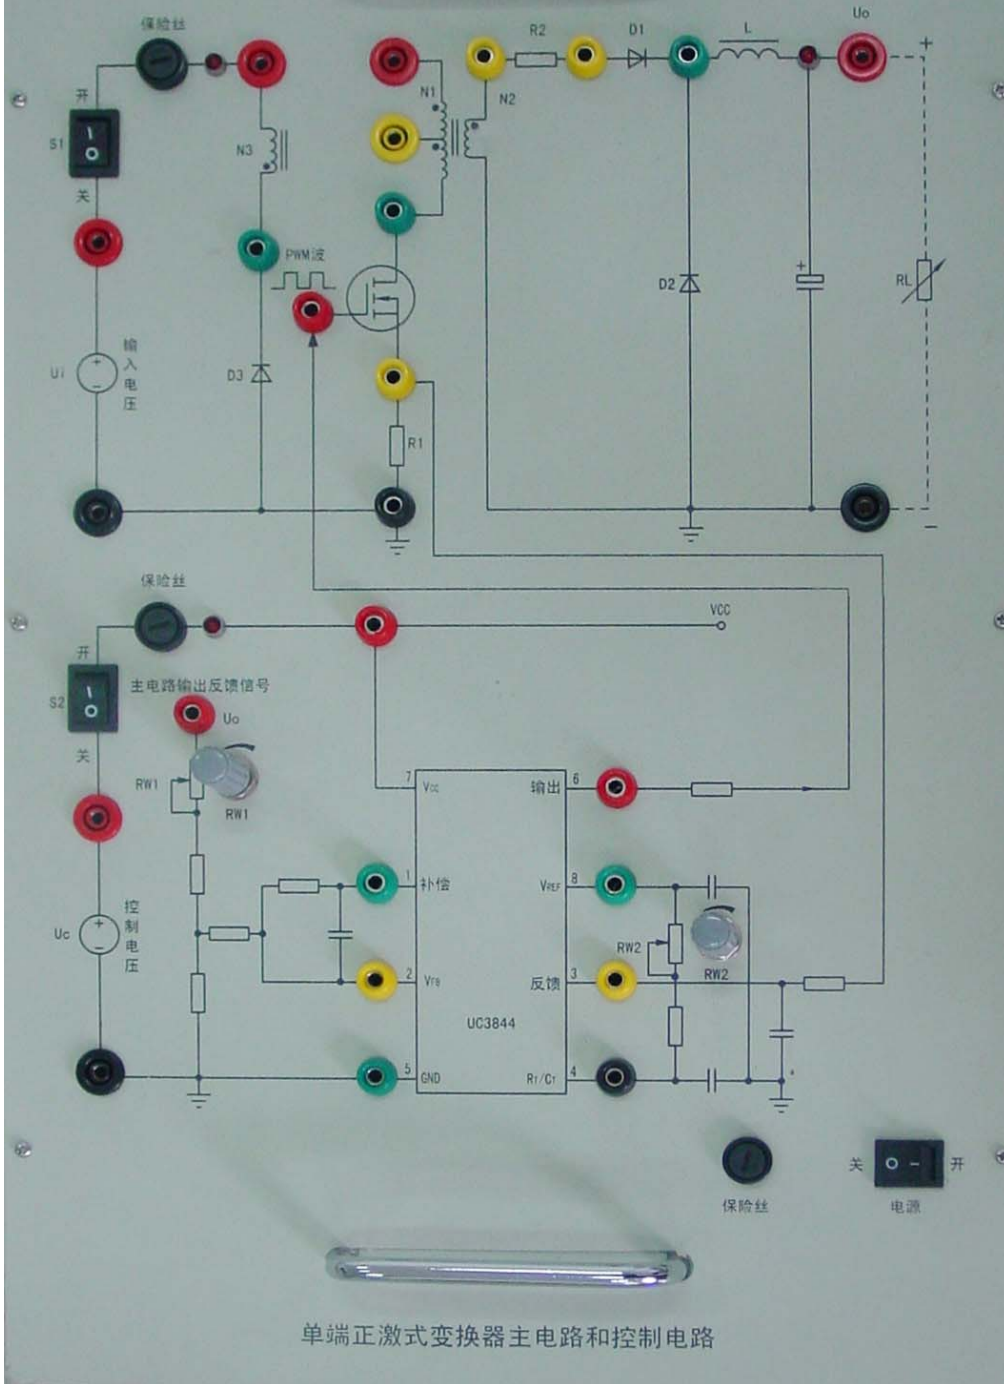 保险丝
R2
D1
L
Uo
+
开
S1
关
N3
N1
N2
PWM波
D2
+
RL
Ui
+
−
输入电压
D3
R1
−
保险丝
VCC
开
S2
关
主电路输出反馈信号
Uo
RW1
RW1
7
Vcc
输出
6
1
补偿
VREF
8
Uc
+
−
控制电压
RW2
RW2
2
VFB
反馈
3
UC3844
5
GND
RT/CT
4
关
开
保险丝
电源
单端正激式变换器主电路和控制电路